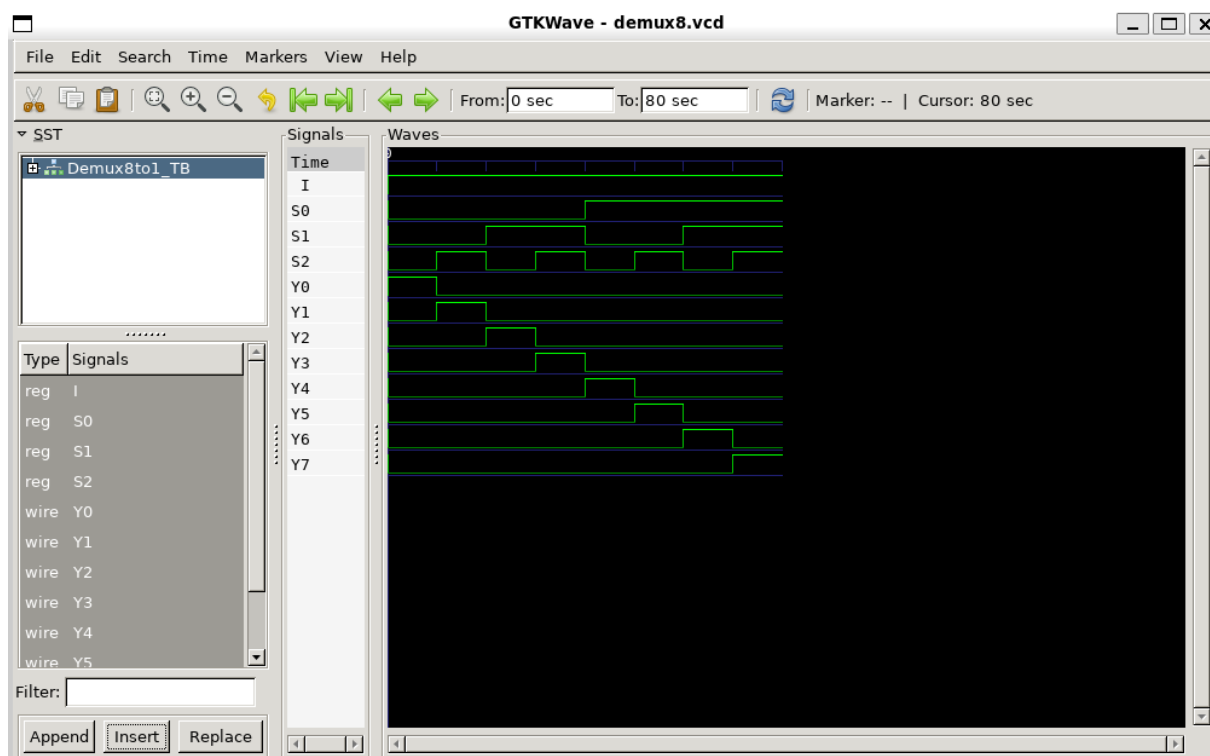 GTKWave - demux8.vcd
File Edit Search Time Markers View Help
From: 0 sec To: 80 sec Marker: -- | Cursor: 80 sec
SST
Demux8to1_TB
Type Signals
reg I
reg S0
reg S1
reg S2
wire Y0
wire Y1
wire Y2
wire Y3
wire Y4
wire Y5
Filter:
Append Insert Replace
Signals
Time
I
S0
S1
S2
Y0
Y1
Y2
Y3
Y4
Y5
Y6
Y7
Waves
0